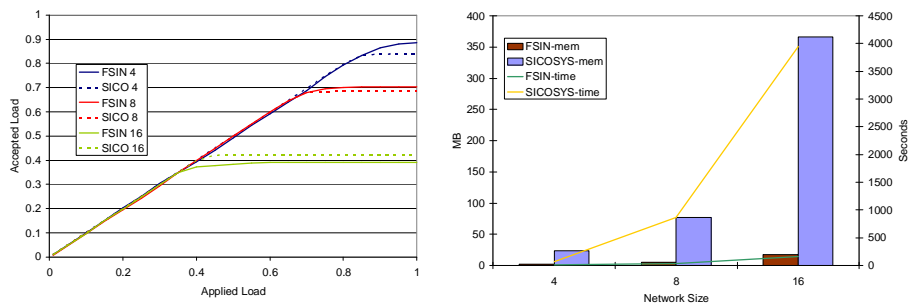 1
0.9
0.8
0.7
0.6
0.5
0.4
0.3
0.2
0.1
0
Accepted Load
FSIN 4
SICO 4
FSIN 8
SICO 8
FSIN 16
SICO 16
0 0.2 0.4 0.6 0.8 1
Applied Load
400
350
300
250
200
150
100
50
0
MB
FSIN-mem
SICOSYS-mem
FSIN-time
SICOSYS-time
4500
4000
3500
3000
2500
2000
1500
1000
500
0
Seconds
4 8 16
Network Size